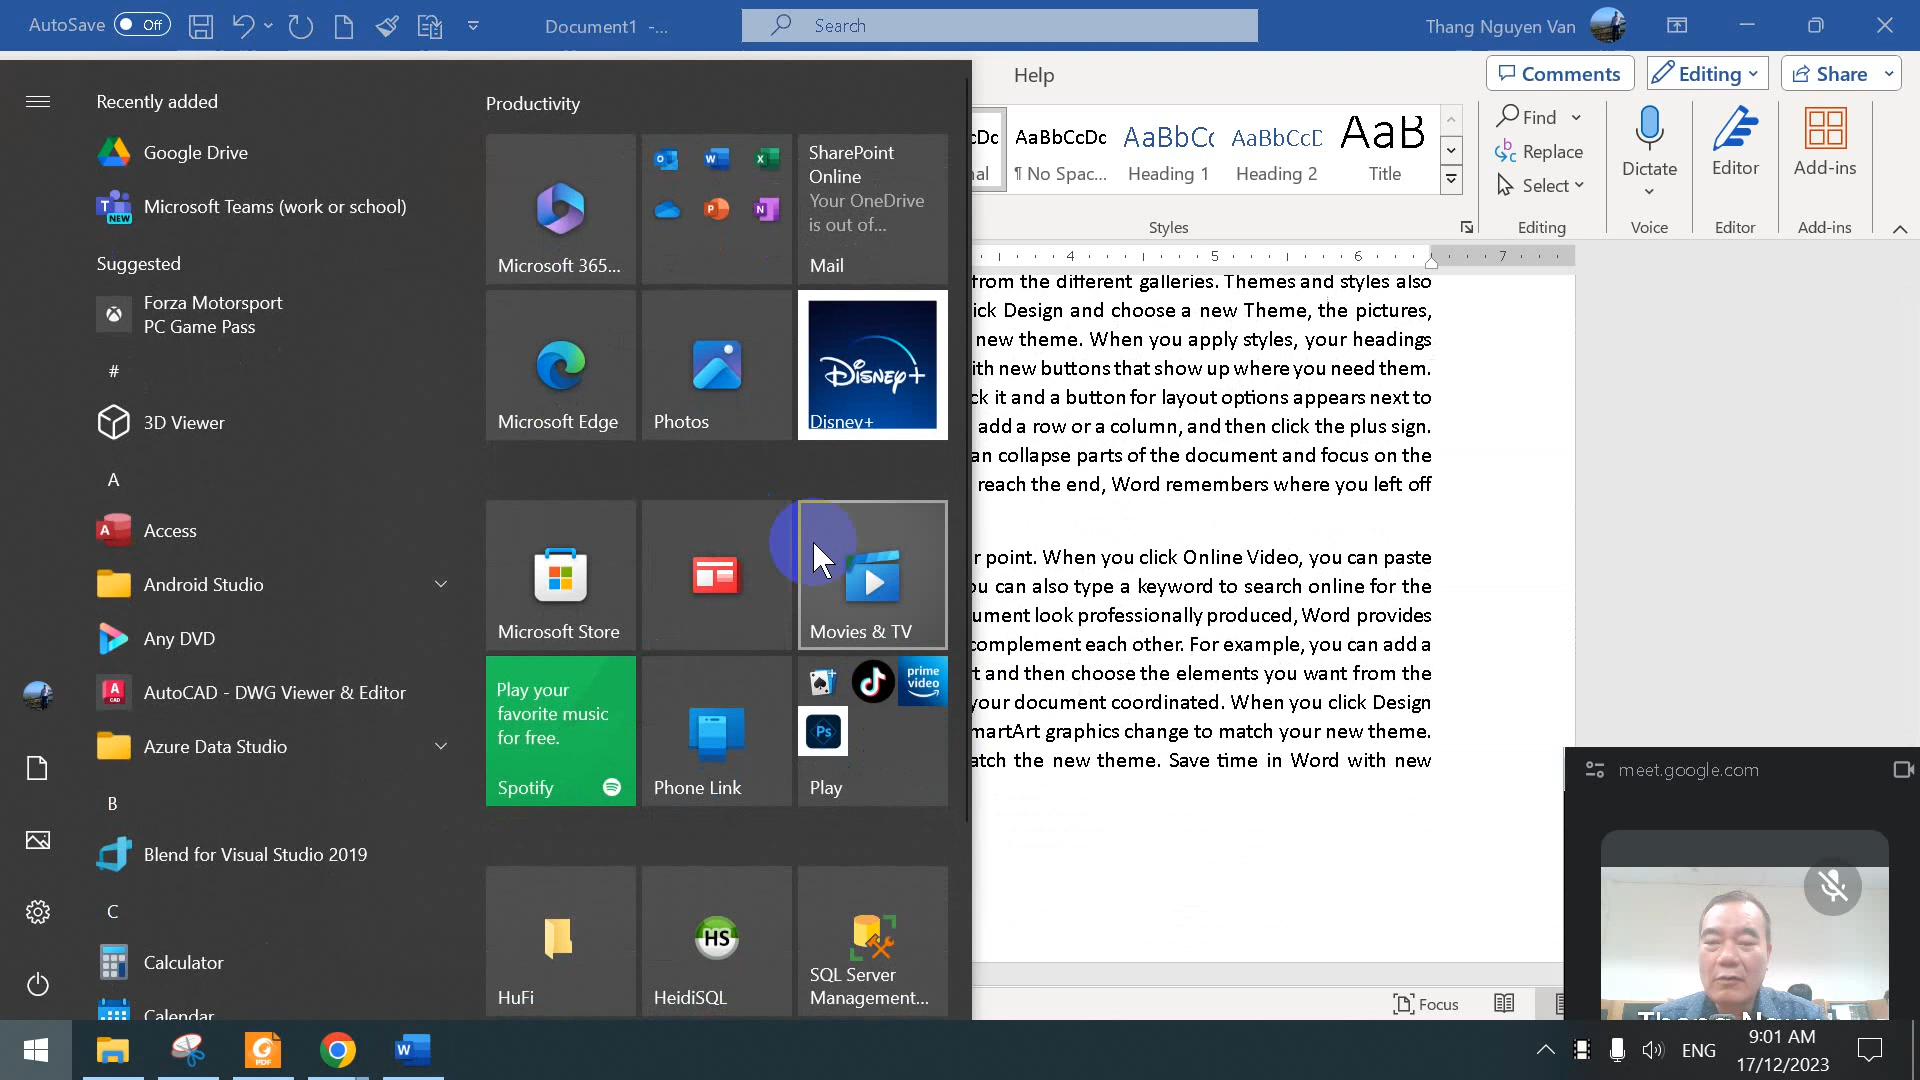 AutoSave Off Document1 -... Search Thang Nguyen Van
Help Comments Editing Share
Recently added
Google Drive
Microsoft Teams (work or school)
Suggested
Forza Motorsport
PC Game Pass
#
3D Viewer
A
Access
Android Studio
Any DVD
AutoCAD - DWG Viewer & Editor
Azure Data Studio
B
Blend for Visual Studio 2019
C
Calculator
Calendar
Productivity
Microsoft 365...
SharePoint
Online
Your OneDrive
is out of...
Mail
Microsoft Edge
Photos
Disney+
Disney+
Microsoft Store
Movies & TV
Play your
favorite music
for free.
Spotify
Phone Link
prime
video
Ps
Play
HuFi
HS
HeidiSQL
SQL Server
Management...
AaBbCcDc AaBbCc AaBbCcD AaB
¶ No Spac... Heading 1 Heading 2 Title
Styles
Find
Replace
Select
Editing
Dictate
Voice
Editor
Editor
Add-ins
Add-ins
4 5 6 7
from the different galleries. Themes and styles also
ick Design and choose a new Theme, the pictures,
new theme. When you apply styles, your headings
ith new buttons that show up where you need them.
ck it and a button for layout options appears next to
add a row or a column, and then click the plus sign.
an collapse parts of the document and focus on the
reach the end, Word remembers where you left off
r point. When you click Online Video, you can paste
ou can also type a keyword to search online for the
ument look professionally produced, Word provides
complement each other. For example, you can add a
rt and then choose the elements you want from the
your document coordinated. When you click Design
martArt graphics change to match your new theme.
atch the new theme. Save time in Word with new
meet.google.com
Focus
ENG
9:01 AM
17/12/2023